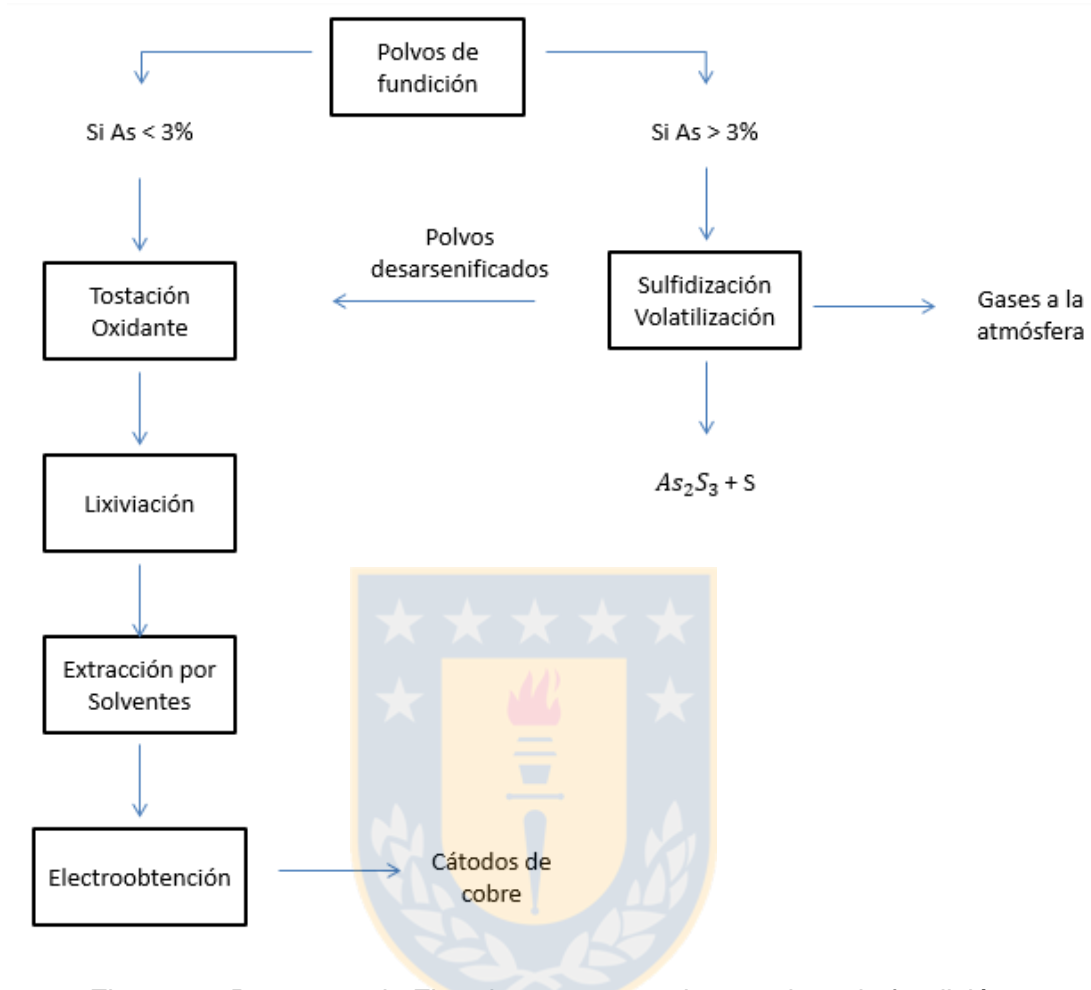 Polvos de
fundición
Si As < 3%
Si As > 3%
Polvos
desarsenificados
Tostación
Oxidante
Sulfidización
Volatilización
Gases a la
atmósfera
Lixiviación
As₂S₃ + S
Extracción por
Solventes
Electroobtención
Cátodos de
cobre